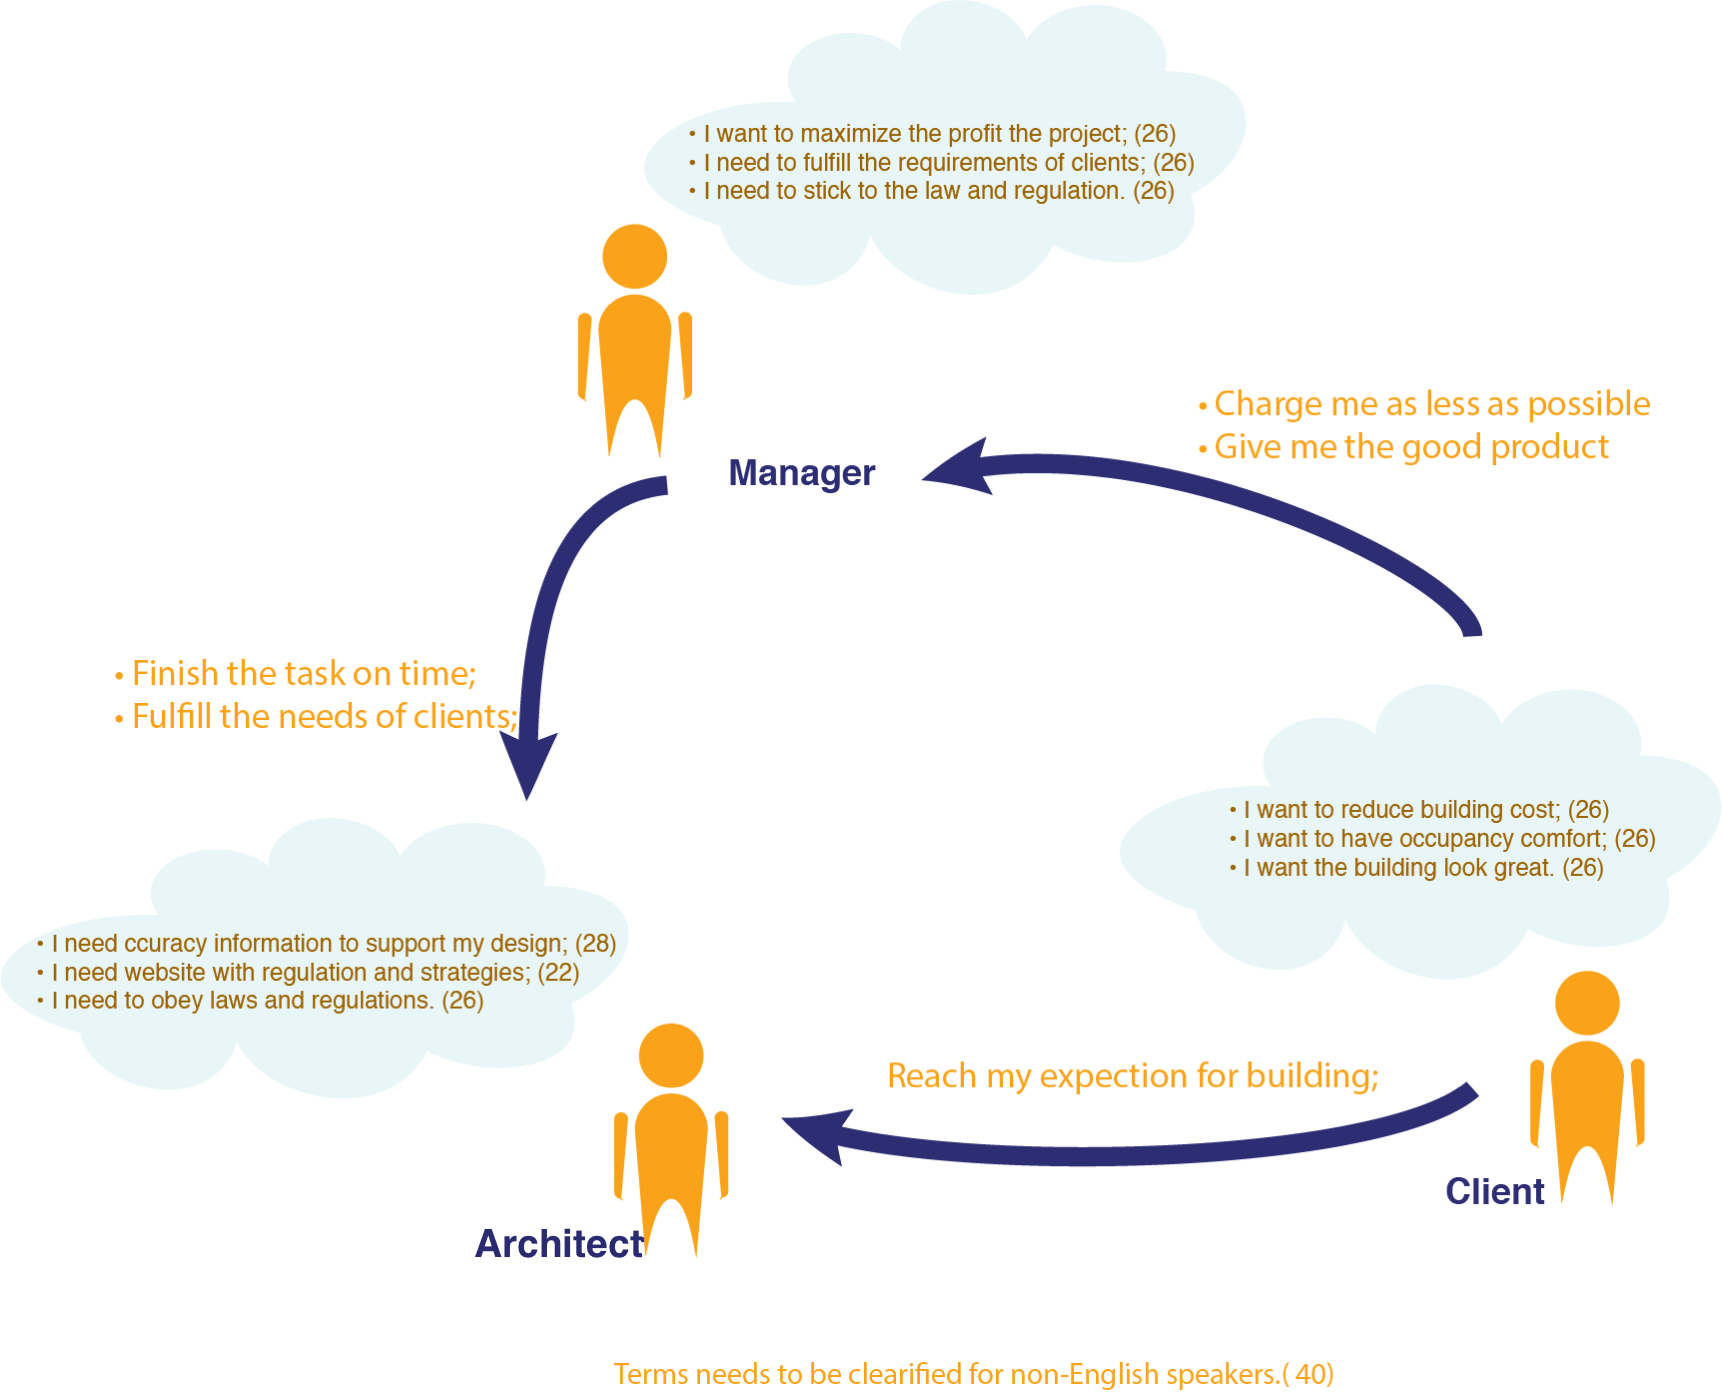 • I want to maximize the profit the project; (26)
• I need to fulfill the requirements of clients; (26)
• I need to stick to the law and regulation. (26)
• Charge me as less as possible
• Give me the good product
Manager
• Finish the task on time;
• Fulfill the needs of clients;
• I want to reduce building cost; (26)
• I want to have occupancy comfort; (26)
• I want the building look great. (26)
• I need ccuracy information to support my design; (28)
• I need website with regulation and strategies; (22)
• I need to obey laws and regulations. (26)
Reach my expection for building;
Client
Architect
Terms needs to be clearified for non-English speakers.( 40)